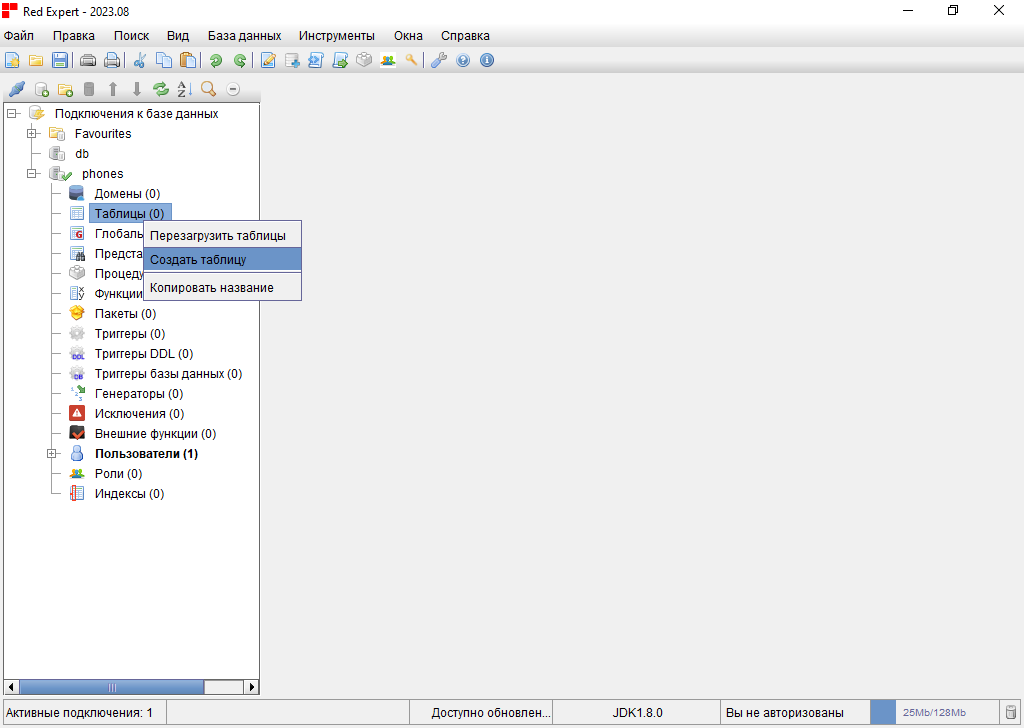 Red Expert - 2023.08
Файл Правка Поиск Вид База данных Инструменты Окна Справка
Подключения к базе данных
Favourites
db
phones
Домены (0)
Таблицы (0)
Глобаль
Предста
Процеду
Функции
Перезагрузить таблицы
Создать таблицу
Копировать название
Пакеты (0)
Триггеры (0)
Триггеры DDL (0)
Триггеры базы данных (0)
Генераторы (0)
Исключения (0)
Внешние функции (0)
Пользователи (1)
Роли (0)
Индексы (0)
Активные подключения: 1 Доступно обновлен... JDK1.8.0 Вы не авторизованы 25Mb/128Mb